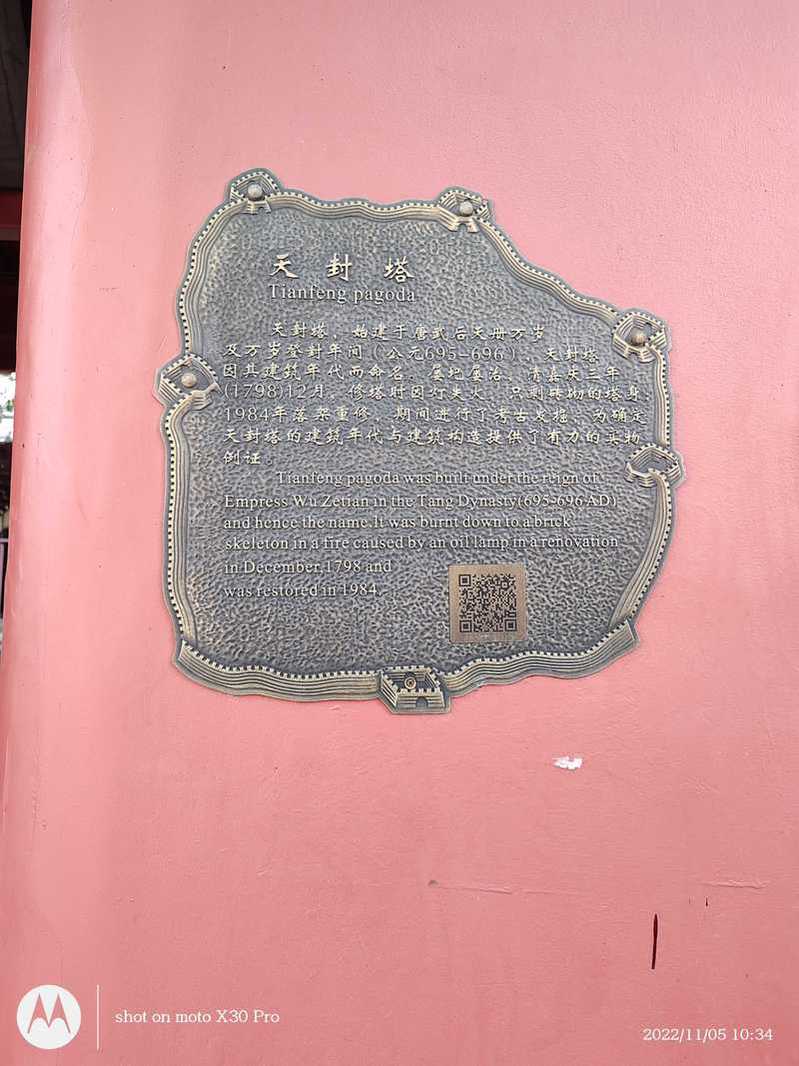 天封塔
Tianfeng pagoda
天封塔，始建于唐武后天册万岁
及万岁登封年间（公元695-696），天封塔
因其建筑年代而命名。屡圮屡治，清嘉庆三年
(1798)12月，修塔时因灯失火，只剩砖砌的塔身，
1984年落架重修，期间进行了考古发掘，为确定
天封塔的建筑年代与建筑构造提供了有力的实物
例证。
Tianfeng pagoda was built under the reign of
Empress Wu Zetian in the Tang Dynasty(695-696 AD)
and hence the name.It was burnt down to a brick
skeleton in a fire caused by an oil lamp in a renovation
in December,1798 and
was restored in 1984.
shot on moto X30 Pro
2022/11/05 10:34